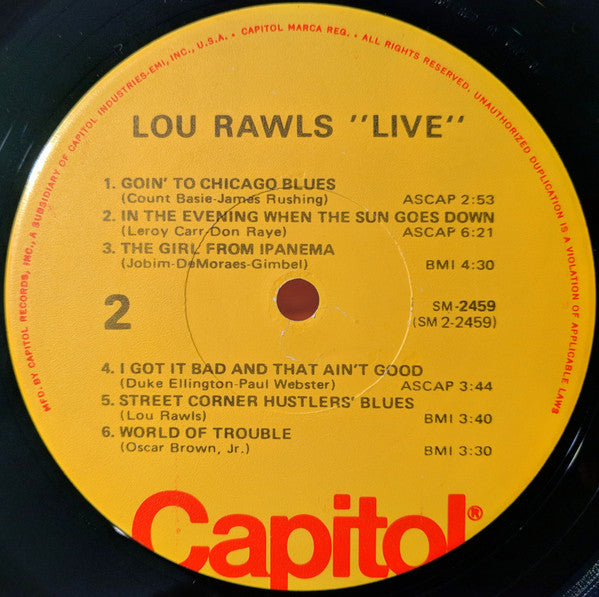 MFD. BY CAPITOL RECORDS, INC., A SUBSIDIARY OF CAPITOL INDUSTRIES-EMI, INC., U.S.A. • CAPITOL MARCA REG. • ALL RIGHTS RESERVED. UNAUTHORIZED DUPLICATION IS A VIOLATION OF APPLICABLE LAWS
LOU RAWLS "LIVE"
1. GOIN' TO CHICAGO BLUES
(Count Basie-James Rushing) ASCAP 2:53
2. IN THE EVENING WHEN THE SUN GOES DOWN
(Leroy Carr-Don Raye) ASCAP 6:21
3. THE GIRL FROM IPANEMA
(Jobim-DeMoraes-Gimbel) BMI 4:30
2
SM-2459
(SM 2-2459)
4. I GOT IT BAD AND THAT AIN'T GOOD
(Duke Ellington-Paul Webster) ASCAP 3:44
5. STREET CORNER HUSTLERS' BLUES
(Lou Rawls) BMI 3:40
6. WORLD OF TROUBLE
(Oscar Brown, Jr.) BMI 3:30
Capitol®